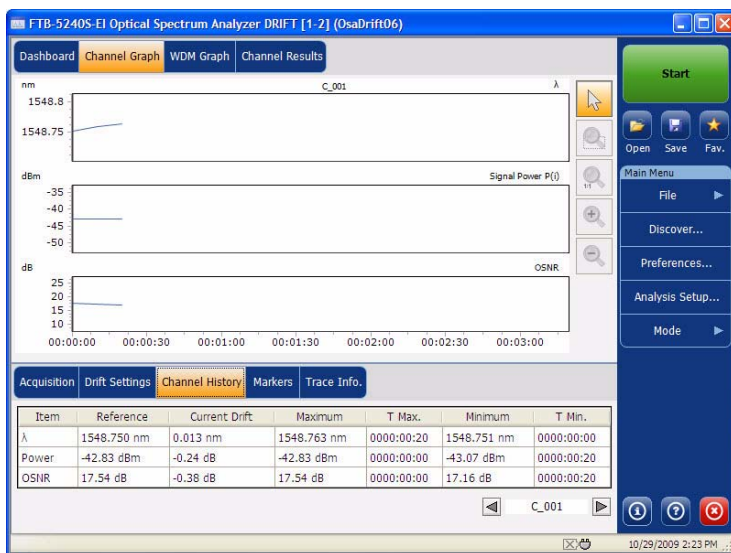 FTB-5240S-EI Optical Spectrum Analyzer DRIFT [1-2] (OsaDrift06)
Dashboard Channel Graph WDM Graph Channel Results
nm C_001 λ
1548.8
1548.75
dBm Signal Power P(i)
-35
-40
-45
-50
dB OSNR
25
20
15
10
00:00:00 00:00:30 00:01:00 00:01:30 00:02:00 00:02:30 00:03:00
1:1
Start
Open Save Fav.
Main Menu
File
Discover...
Preferences...
Analysis Setup...
Mode
Acquisition Drift Settings Channel History Markers Trace Info.
Item Reference Current Drift Maximum T Max. Minimum T Min.
λ 1548.750 nm 0.013 nm 1548.763 nm 0000:00:20 1548.751 nm 0000:00:00
Power -42.83 dBm -0.24 dB -42.83 dBm 0000:00:00 -43.07 dBm 0000:00:20
OSNR 17.54 dB -0.38 dB 17.54 dB 0000:00:00 17.16 dB 0000:00:20
C_001
10/29/2009 2:23 PM